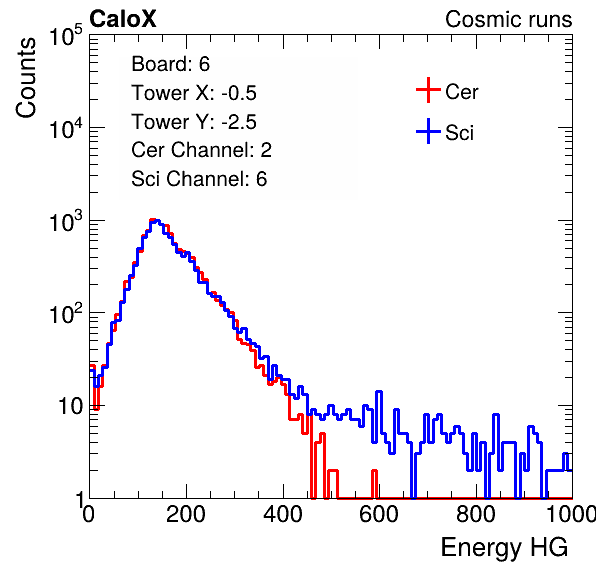 CaloX Cosmic runs
Counts
10^5
10^4
10^3
10^2
10
1
Board: 6
Tower X: -0.5
Tower Y: -2.5
Cer Channel: 2
Sci Channel: 6
Cer
Sci
0 200 400 600 800 1000
Energy HG